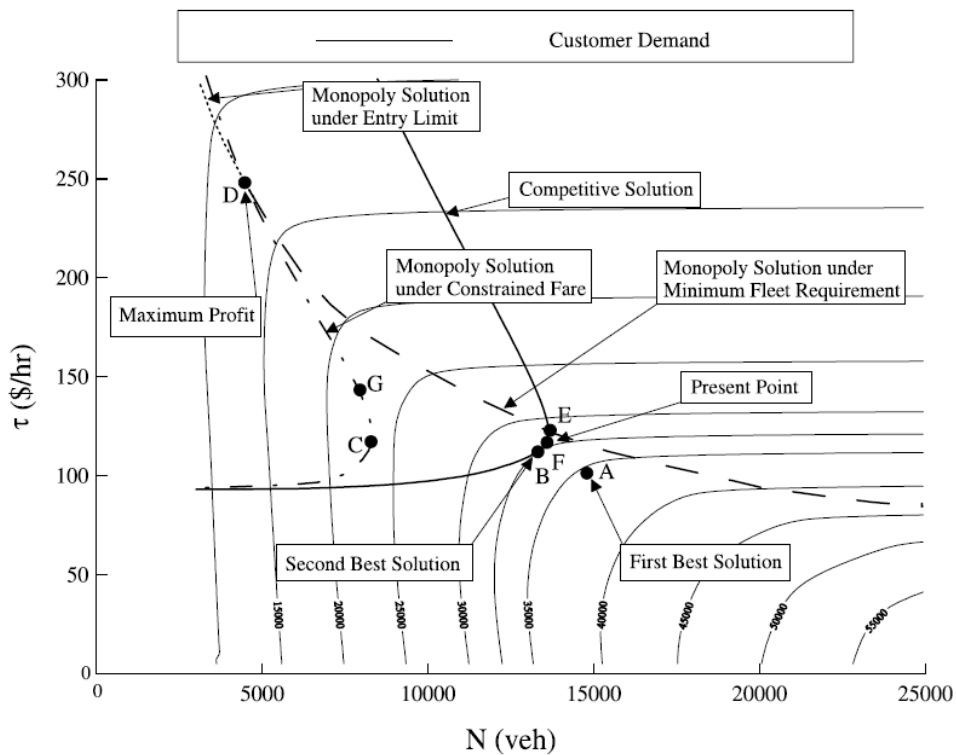 Customer Demand
300
Monopoly Solution
under Entry Limit
250
D
Competitive Solution
200
Monopoly Solution
under Constrained Fare
Monopoly Solution under
Minimum Fleet Requirement
Maximum Profit
τ ($/hr)
150
G
Present Point
E
C
F
B
A
100
Second Best Solution
First Best Solution
50
15000
20000
25000
30000
35000
40000
45000
50000
55000
0
0
5000
10000
15000
20000
25000
N (veh)